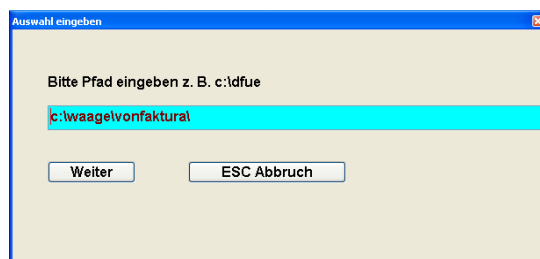 Auswahl eingeben
Bitte Pfad eingeben z. B. c:\dfue
c:\waage\vonfaktura\
Weiter
ESC Abbruch